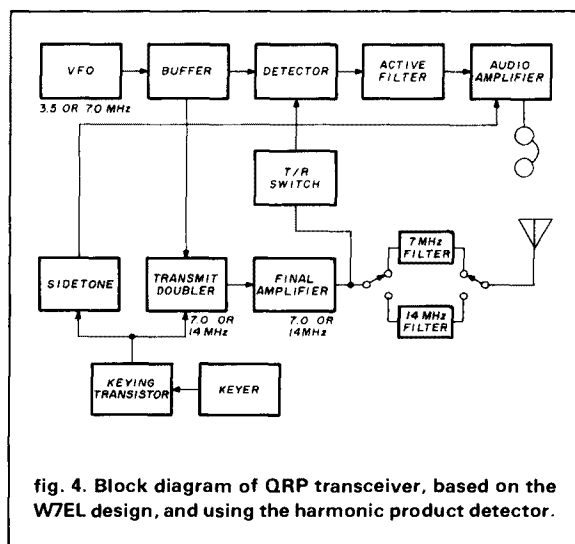 VFO
3.5 OR 7.0 MHz
BUFFER
DETECTOR
ACTIVE
FILTER
AUDIO
AMPLIFIER
T/R
SWITCH
SIDETONE
TRANSMIT
DOUBLER
7.0 OR
14 MHz
FINAL
AMPLIFIER
7.0 OR
14MHz
7 MHz
FILTER
14 MHz
FILTER
KEYING
TRANSISTOR
KEYER
fig. 4. Block diagram of QRP transceiver, based on the
W7EL design, and using the harmonic product detector.